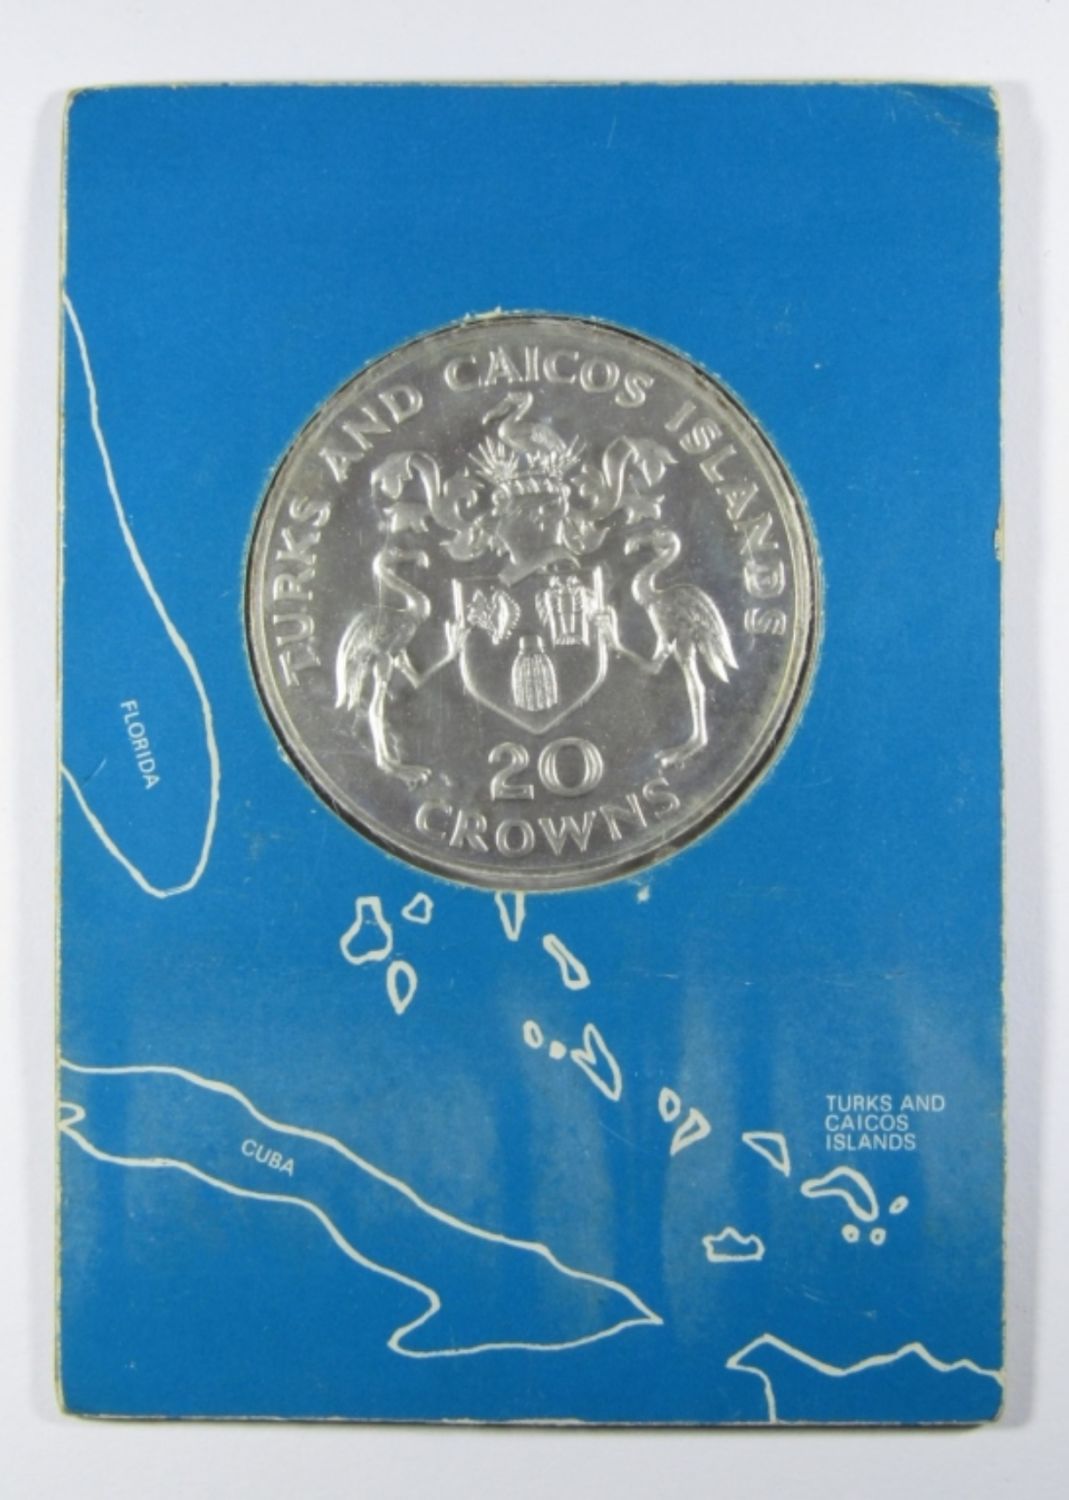 TURKS AND CAICOS ISLANDS
20
CROWNS
FLORIDA
CUBA
TURKS AND
CAICOS
ISLANDS